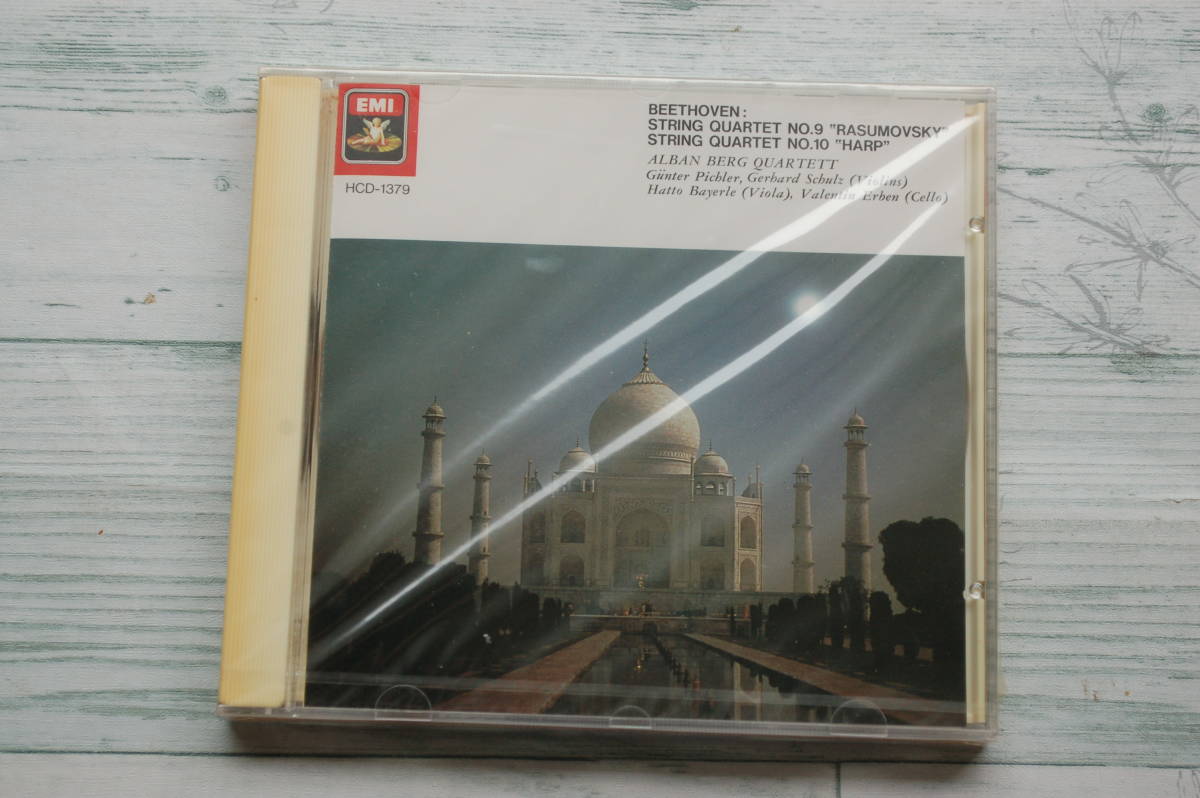 EMI
HCD-1379
BEETHOVEN:
STRING QUARTET NO.9 "RASUMOVSKY"
STRING QUARTET NO.10 "HARP"
ALBAN BERG QUARTETT
Günter Pichler, Gerhard Schulz (Violins)
Hatto Bayerle (Viola), Valentin Erben (Cello)